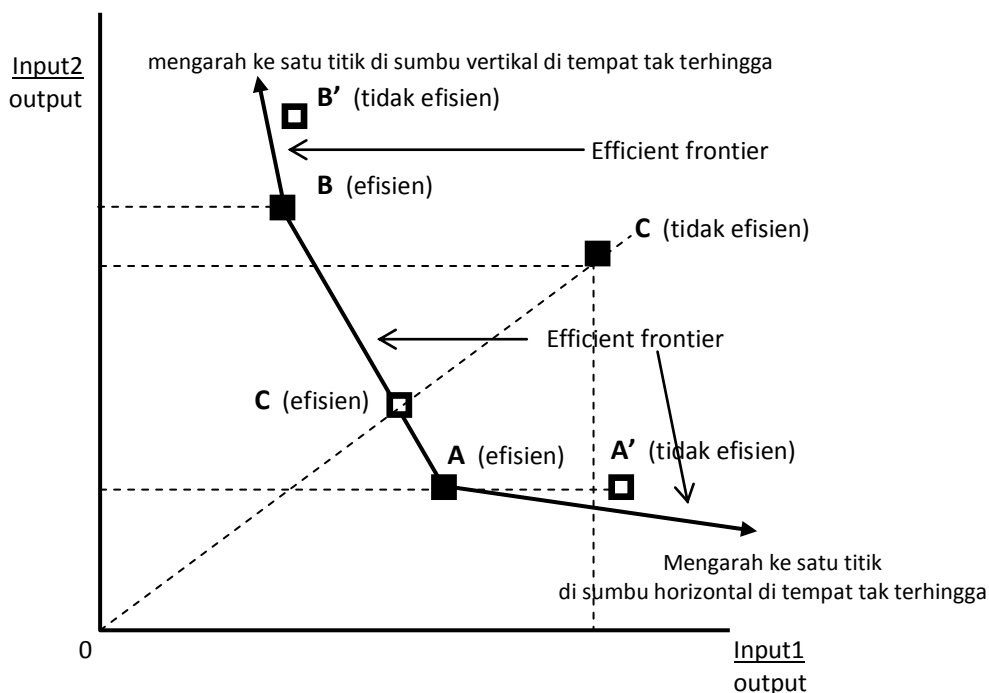 Input2
output
mengarah ke satu titik di sumbu vertikal di tempat tak terhingga
B’ (tidak efisien)
Efficient frontier
B (efisien)
C (tidak efisien)
Efficient frontier
C (efisien)
A (efisien)
A’ (tidak efisien)
Mengarah ke satu titik
di sumbu horizontal di tempat tak terhingga
0
Input1
output